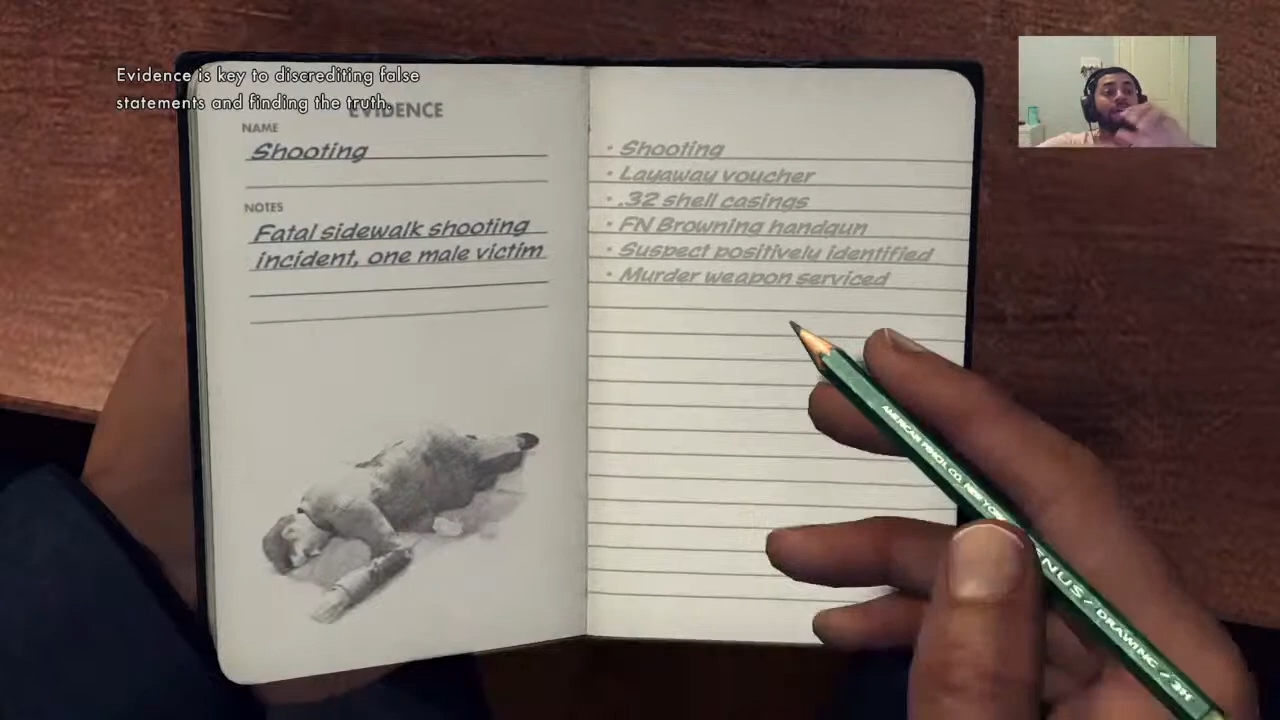 Evidence is key to discrediting false
statements and finding the truth.
EVIDENCE
NAME
Shooting
NOTES
Fatal sidewalk shooting
incident, one male victim
• Shooting
• Layaway voucher
• .32 shell casings
• FN Browning handgun
• Suspect positively identified
• Murder weapon serviced
AMERICAN PENCIL CO. NEW YORK
ENUS / DRAWING / 3H